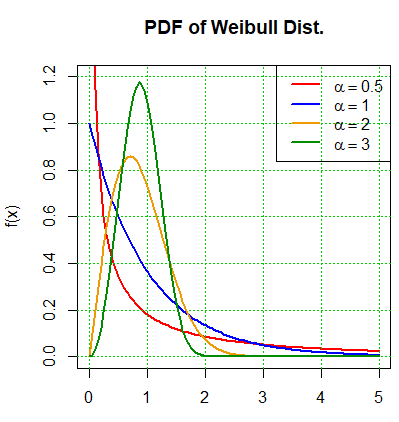 PDF of Weibull Dist.
α = 0.5
α = 1
α = 2
α = 3
f(x)
1.2
1.0
0.8
0.6
0.4
0.2
0.0
0 1 2 3 4 5